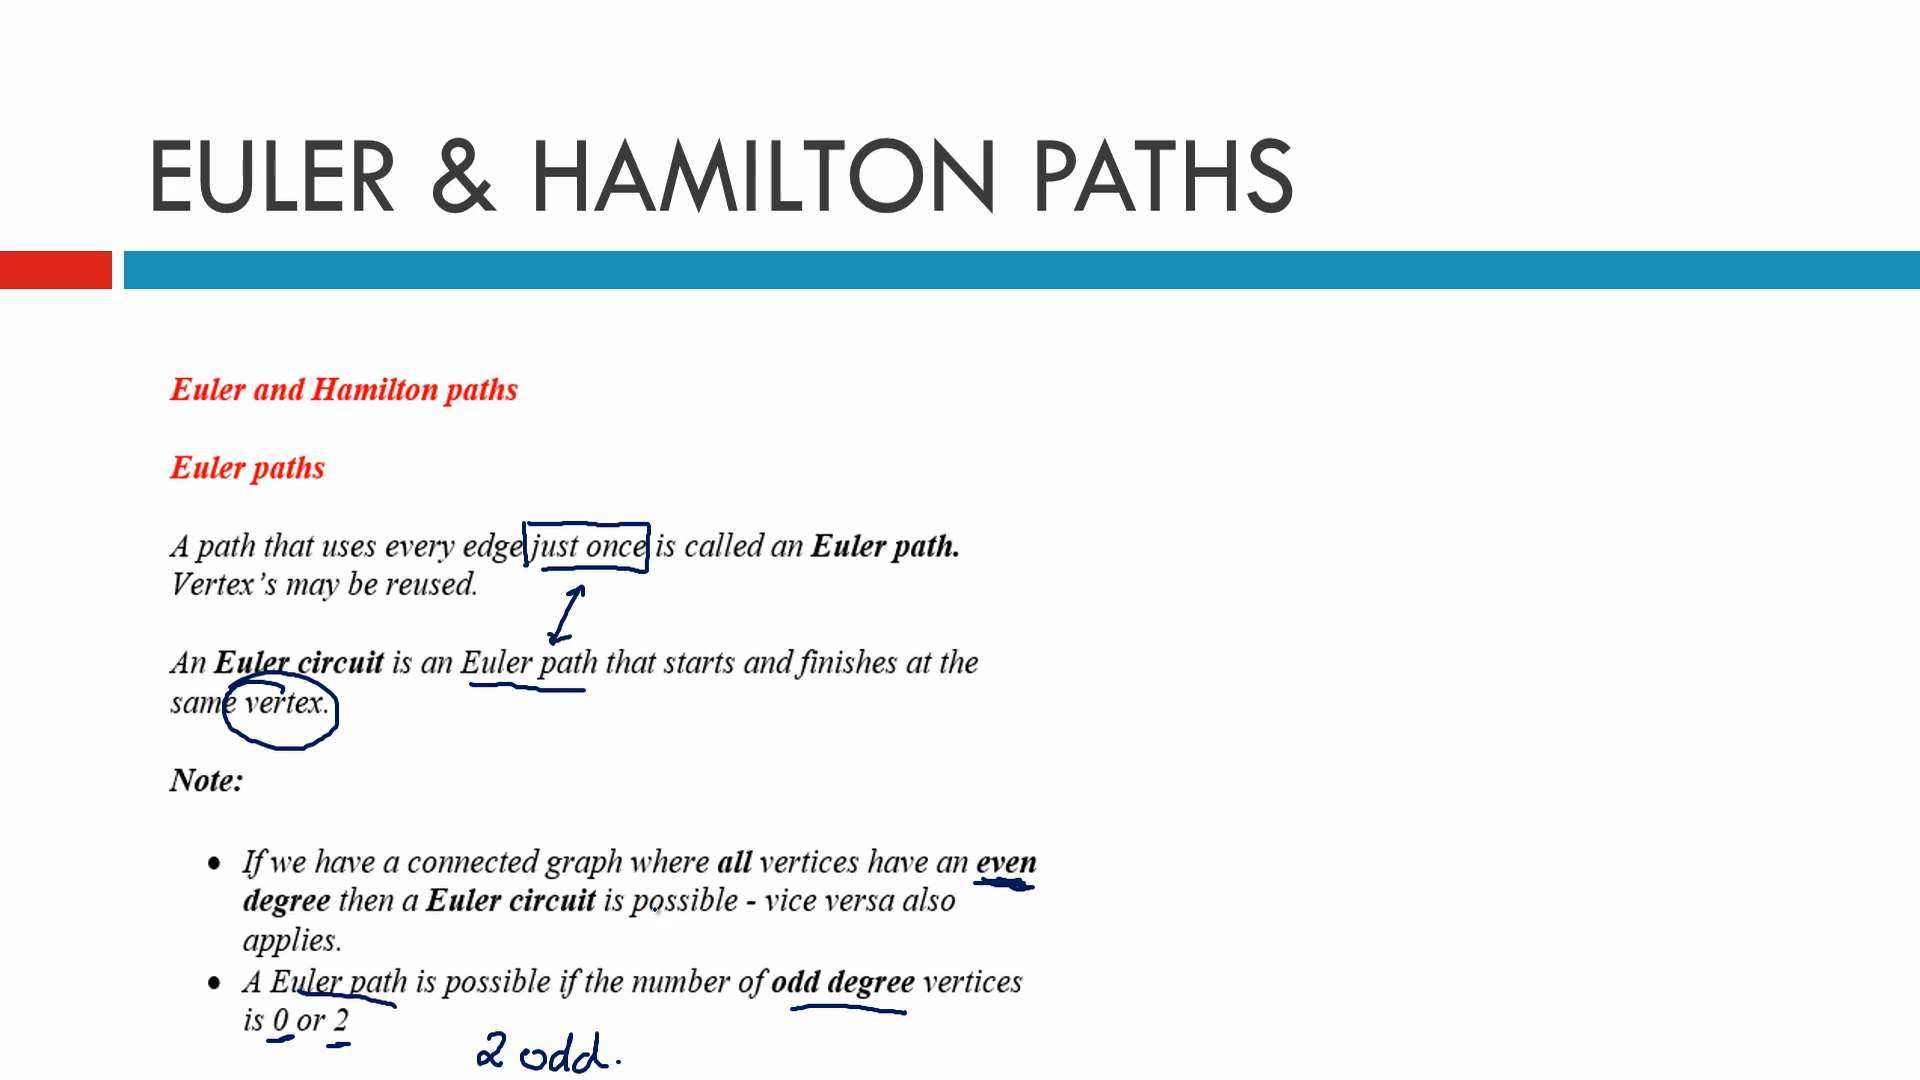 EULER & HAMILTON PATHS
Euler and Hamilton paths
Euler paths
A path that uses every edge just once is called an Euler path.
Vertex’s may be reused.
An Euler circuit is an Euler path that starts and finishes at the
same vertex.
Note:
• If we have a connected graph where all vertices have an even
degree then a Euler circuit is possible - vice versa also
applies.
• A Euler path is possible if the number of odd degree vertices
is 0 or 2
2 odd.